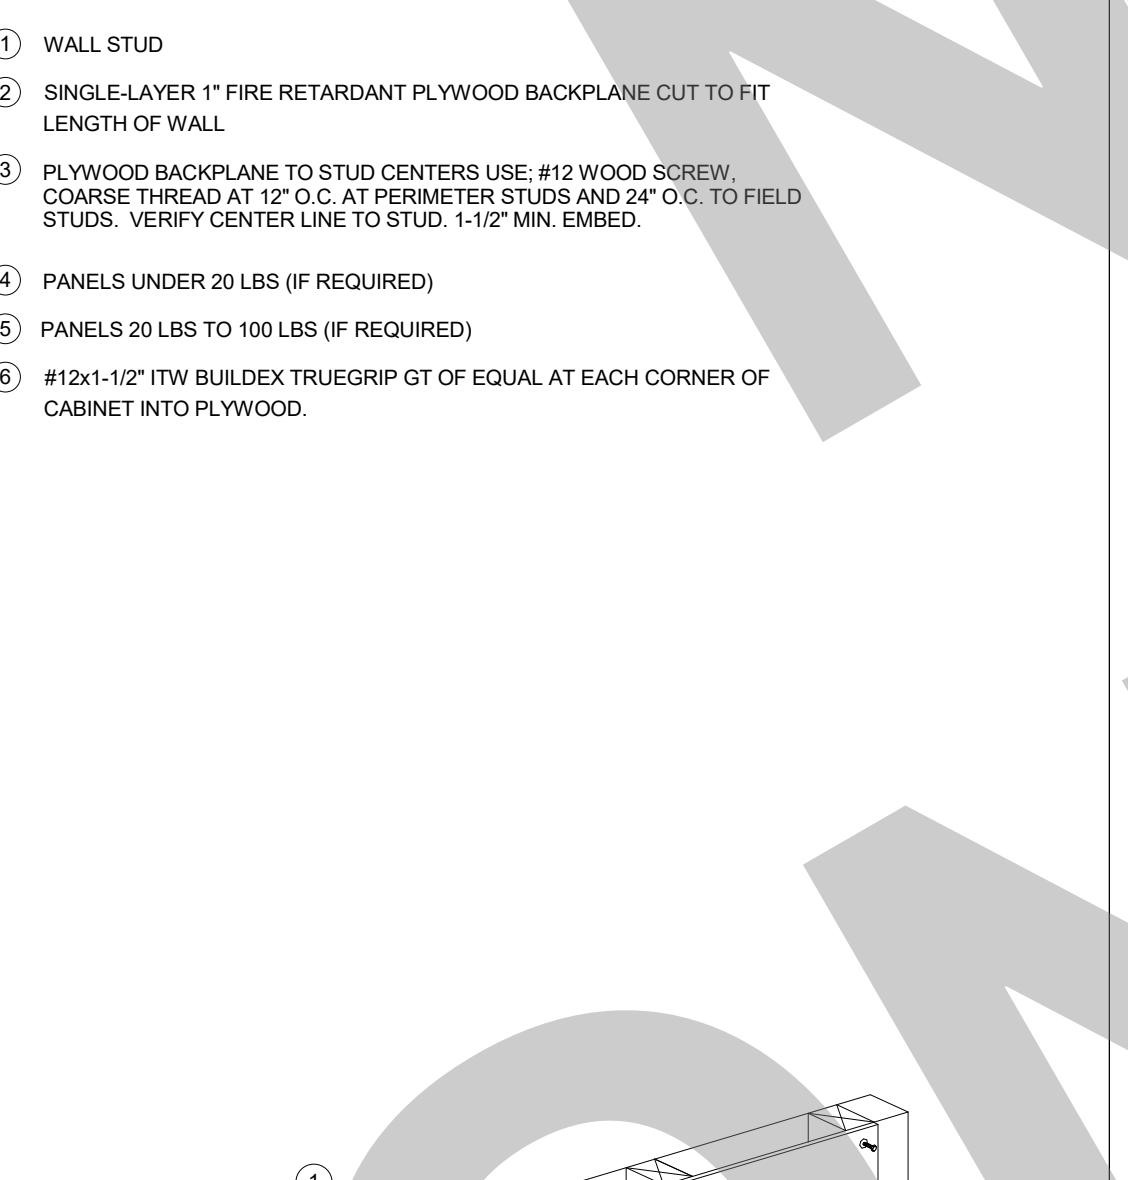 1 WALL STUD
2 SINGLE-LAYER 1" FIRE RETARDANT PLYWOOD BACKPLANE CUT TO FIT
LENGTH OF WALL
3 PLYWOOD BACKPLANE TO STUD CENTERS USE; #12 WOOD SCREW,
COARSE THREAD AT 12" O.C. AT PERIMETER STUDS AND 24" O.C. TO FIELD
STUDS. VERIFY CENTER LINE TO STUD. 1-1/2" MIN. EMBED.
4 PANELS UNDER 20 LBS (IF REQUIRED)
5 PANELS 20 LBS TO 100 LBS (IF REQUIRED)
6 #12x1-1/2" ITW BUILDEX TRUEGRIP GT OF EQUAL AT EACH CORNER OF
CABINET INTO PLYWOOD.
1